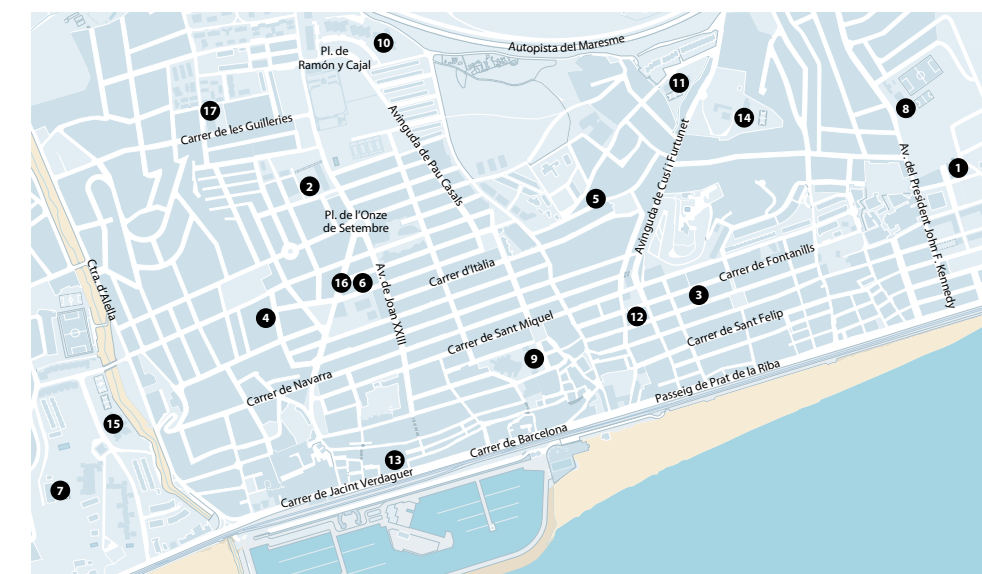 10
Autopista del Maresme
Pl. de
Ramón y Cajal
11
17
8
14
Carrer de les Guilleries
Avinguda de Pau Casals
Avinguda de Cusí i Furtunet
Av. del President John F. Kennedy
1
2
5
Pl. de l'Onze
de Setembre
Ctra. d'Alella
Carrer d'Itàlia
Carrer de Fontanills
16
6
Av. de Joan XXIII
3
4
12
Carrer de Sant Miquel
Carrer de Sant Felip
9
Carrer de Navarra
Passeig de Prat de la Riba
15
Carrer de Barcelona
13
7
Carrer de Jacint Verdaguer